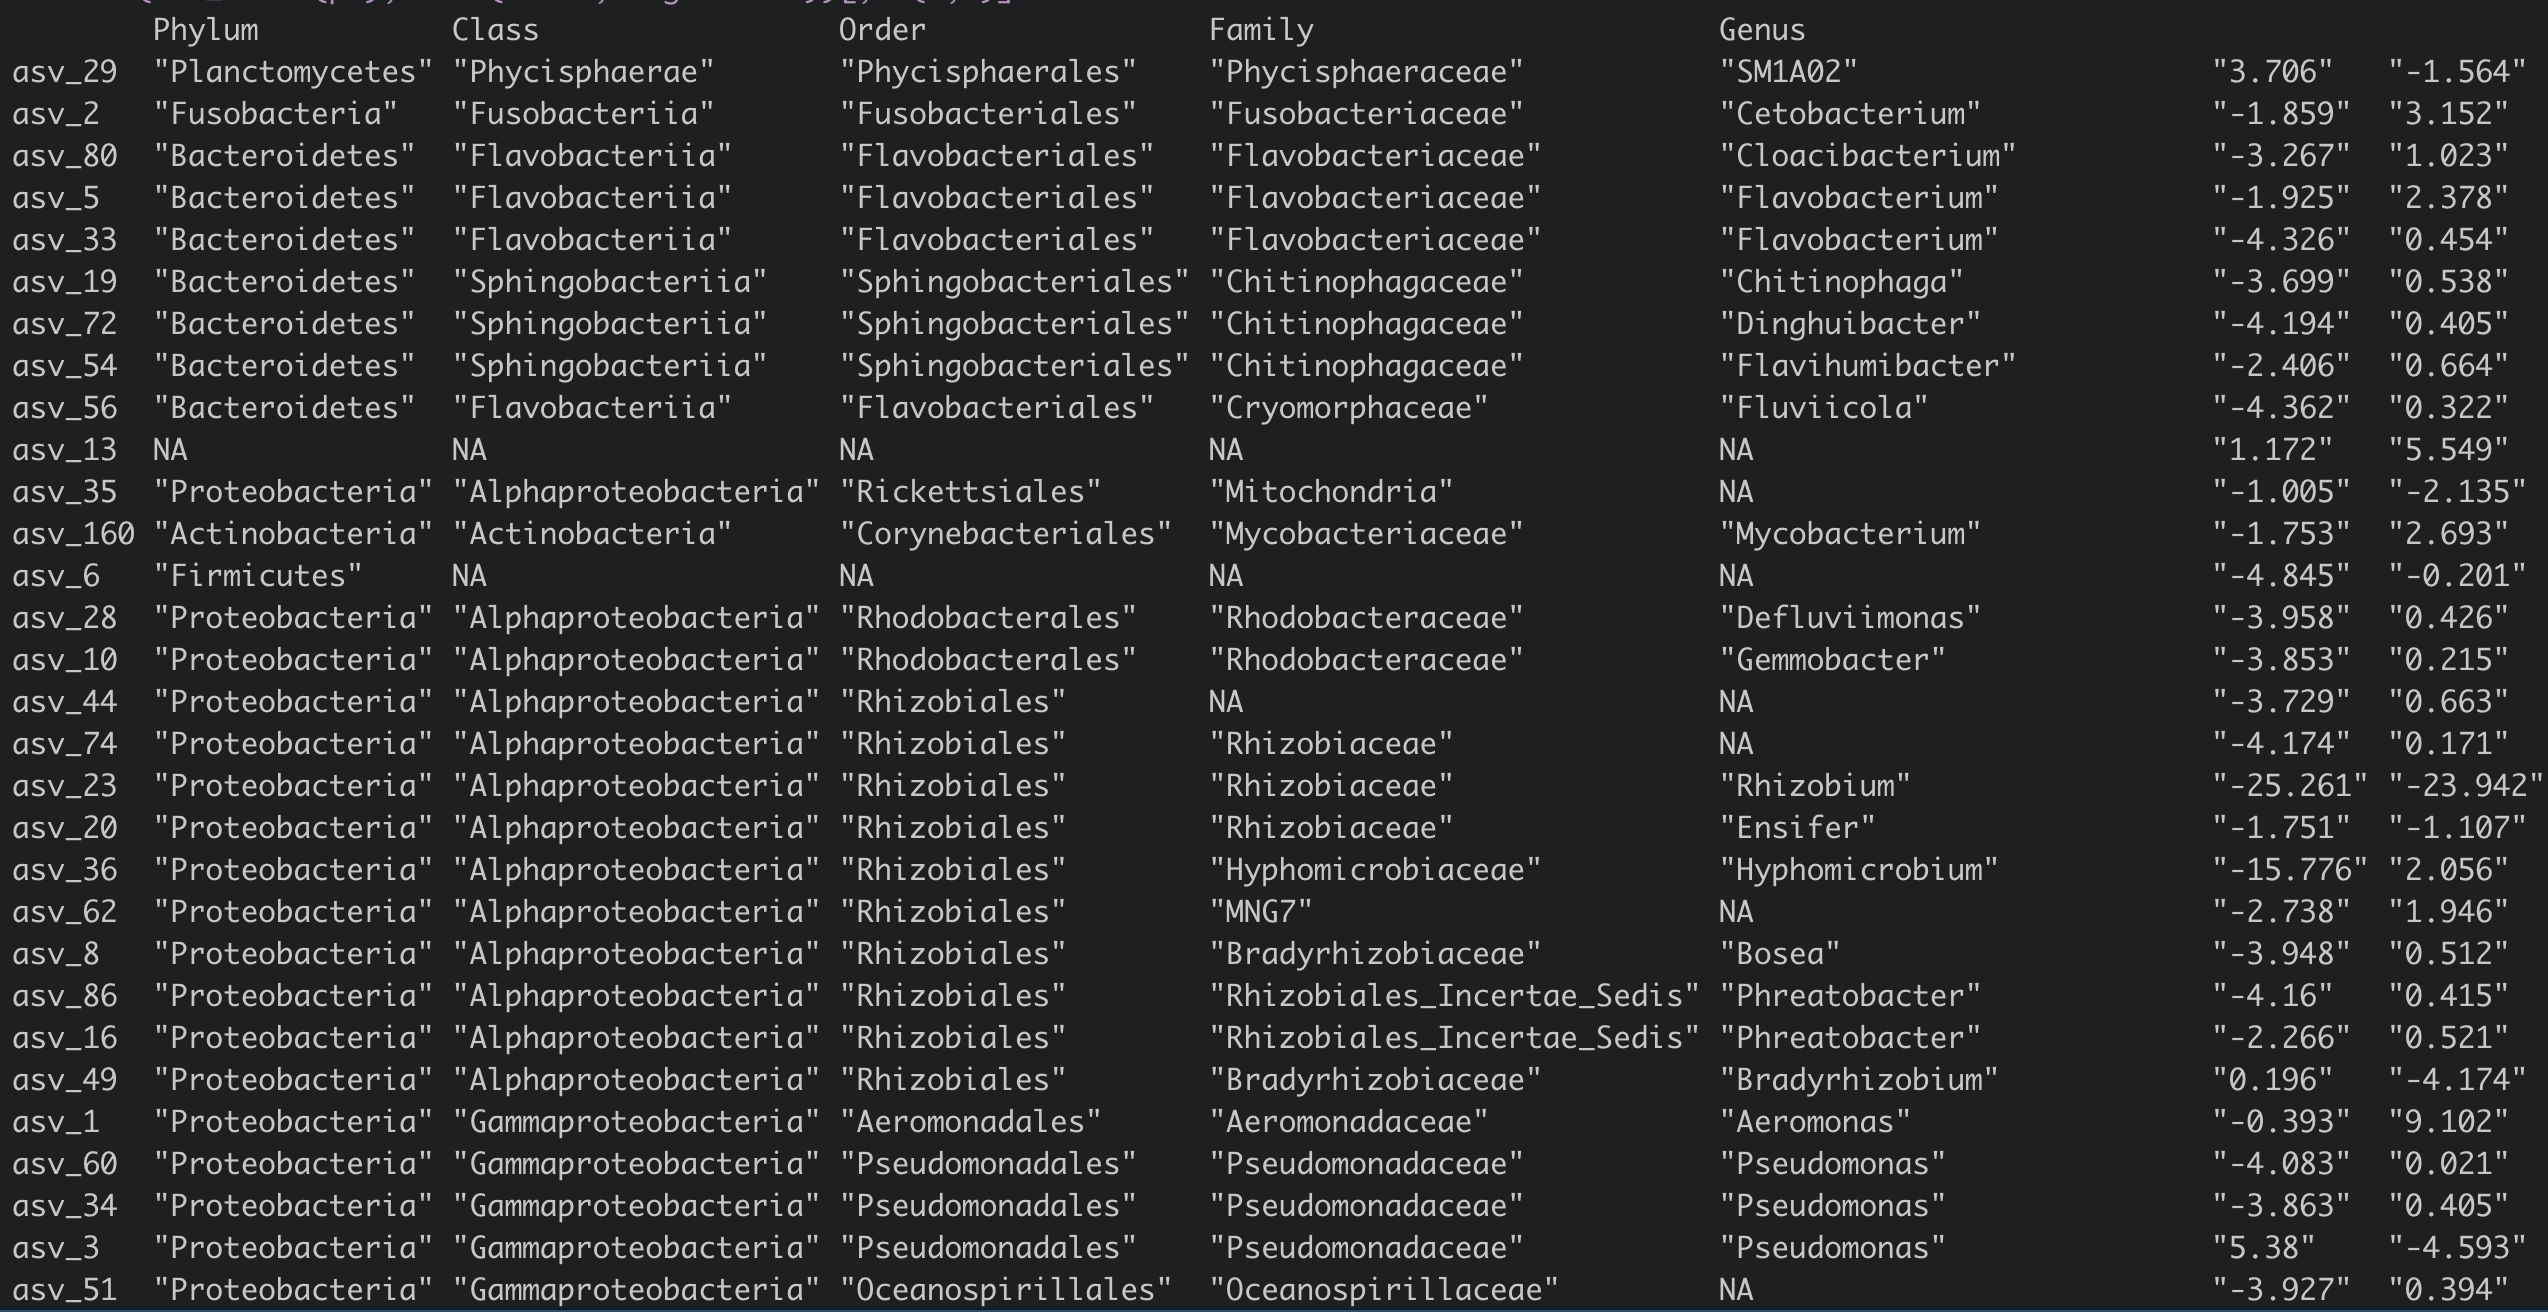 Phylum Class Order Family Genus
asv_29 "Planctomycetes" "Phycisphaerae" "Phycisphaerales" "Phycisphaeraceae" "SM1A02" "3.706" "-1.564"
asv_2 "Fusobacteria" "Fusobacteriia" "Fusobacteriales" "Fusobacteriaceae" "Cetobacterium" "-1.859" "3.152"
asv_80 "Bacteroidetes" "Flavobacteriia" "Flavobacteriales" "Flavobacteriaceae" "Cloacibacterium" "-3.267" "1.023"
asv_5 "Bacteroidetes" "Flavobacteriia" "Flavobacteriales" "Flavobacteriaceae" "Flavobacterium" "-1.925" "2.378"
asv_33 "Bacteroidetes" "Flavobacteriia" "Flavobacteriales" "Flavobacteriaceae" "Flavobacterium" "-4.326" "0.454"
asv_19 "Bacteroidetes" "Sphingobacteriia" "Sphingobacteriales" "Chitinophagaceae" "Chitinophaga" "-3.699" "0.538"
asv_72 "Bacteroidetes" "Sphingobacteriia" "Sphingobacteriales" "Chitinophagaceae" "Dinghuibacter" "-4.194" "0.405"
asv_54 "Bacteroidetes" "Sphingobacteriia" "Sphingobacteriales" "Chitinophagaceae" "Flavihumibacter" "-2.406" "0.664"
asv_56 "Bacteroidetes" "Flavobacteriia" "Flavobacteriales" "Cryomorphaceae" "Fluviicola" "-4.362" "0.322"
asv_13 NA NA NA NA NA "1.172" "5.549"
asv_35 "Proteobacteria" "Alphaproteobacteria" "Rickettsiales" "Mitochondria" NA "-1.005" "-2.135"
asv_160 "Actinobacteria" "Actinobacteria" "Corynebacteriales" "Mycobacteriaceae" "Mycobacterium" "-1.753" "2.693"
asv_6 "Firmicutes" NA NA NA NA "-4.845" "-0.201"
asv_28 "Proteobacteria" "Alphaproteobacteria" "Rhodobacterales" "Rhodobacteraceae" "Defluviimonas" "-3.958" "0.426"
asv_10 "Proteobacteria" "Alphaproteobacteria" "Rhodobacterales" "Rhodobacteraceae" "Gemmobacter" "-3.853" "0.215"
asv_44 "Proteobacteria" "Alphaproteobacteria" "Rhizobiales" NA NA "-3.729" "0.663"
asv_74 "Proteobacteria" "Alphaproteobacteria" "Rhizobiales" "Rhizobiaceae" NA "-4.174" "0.171"
asv_23 "Proteobacteria" "Alphaproteobacteria" "Rhizobiales" "Rhizobiaceae" "Rhizobium" "-25.261" "-23.942"
asv_20 "Proteobacteria" "Alphaproteobacteria" "Rhizobiales" "Rhizobiaceae" "Ensifer" "-1.751" "-1.107"
asv_36 "Proteobacteria" "Alphaproteobacteria" "Rhizobiales" "Hyphomicrobiaceae" "Hyphomicrobium" "-15.776" "2.056"
asv_62 "Proteobacteria" "Alphaproteobacteria" "Rhizobiales" "MNG7" NA "-2.738" "1.946"
asv_8 "Proteobacteria" "Alphaproteobacteria" "Rhizobiales" "Bradyrhizobiaceae" "Bosea" "-3.948" "0.512"
asv_86 "Proteobacteria" "Alphaproteobacteria" "Rhizobiales" "Rhizobiales_Incertae_Sedis" "Phreatobacter" "-4.16" "0.415"
asv_16 "Proteobacteria" "Alphaproteobacteria" "Rhizobiales" "Rhizobiales_Incertae_Sedis" "Phreatobacter" "-2.266" "0.521"
asv_49 "Proteobacteria" "Alphaproteobacteria" "Rhizobiales" "Bradyrhizobiaceae" "Bradyrhizobium" "0.196" "-4.174"
asv_1 "Proteobacteria" "Gammaproteobacteria" "Aeromonadales" "Aeromonadaceae" "Aeromonas" "-0.393" "9.102"
asv_60 "Proteobacteria" "Gammaproteobacteria" "Pseudomonadales" "Pseudomonadaceae" "Pseudomonas" "-4.083" "0.021"
asv_34 "Proteobacteria" "Gammaproteobacteria" "Pseudomonadales" "Pseudomonadaceae" "Pseudomonas" "-3.863" "0.405"
asv_3 "Proteobacteria" "Gammaproteobacteria" "Pseudomonadales" "Pseudomonadaceae" "Pseudomonas" "5.38" "-4.593"
asv_51 "Proteobacteria" "Gammaproteobacteria" "Oceanospirillales" "Oceanospirillaceae" NA "-3.927" "0.394"